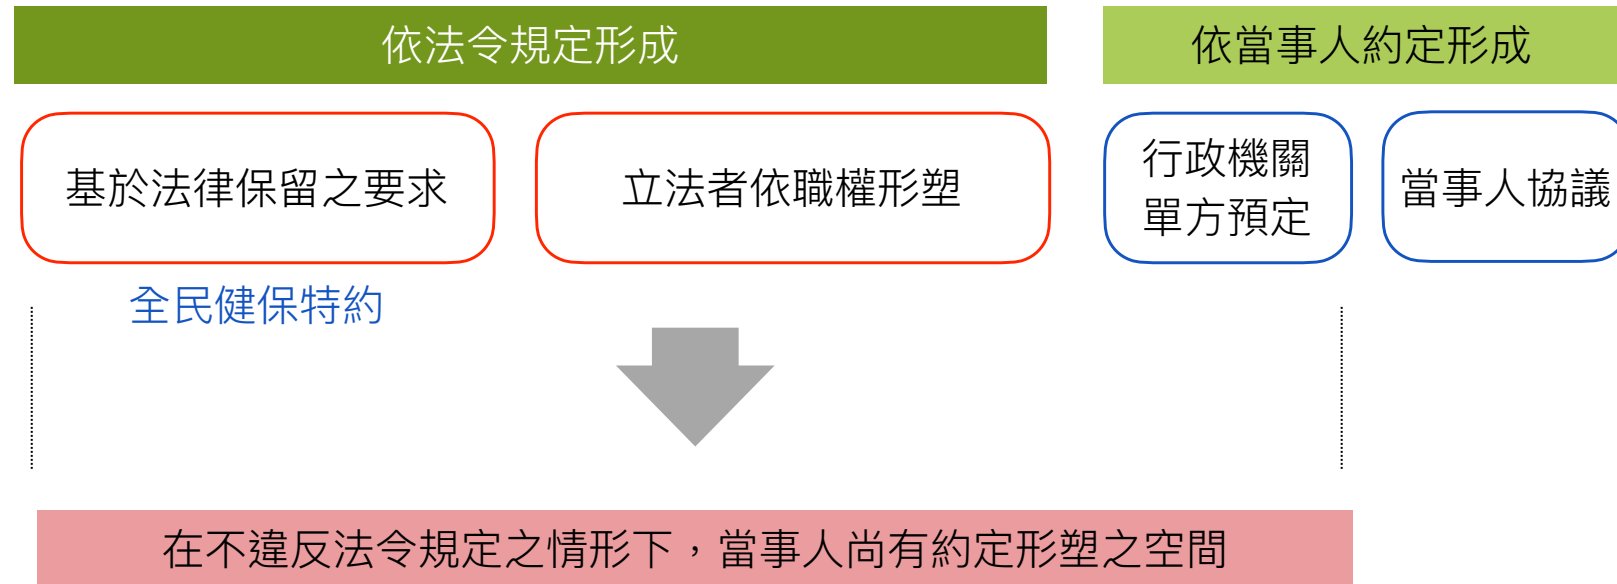 依法令規定形成
依當事人約定形成
基於法律保留之要求
立法者依職權形塑
行政機關
單方預定
當事人協議
全民健保特約
在不違反法令規定之情形下，當事人尚有約定形塑之空間